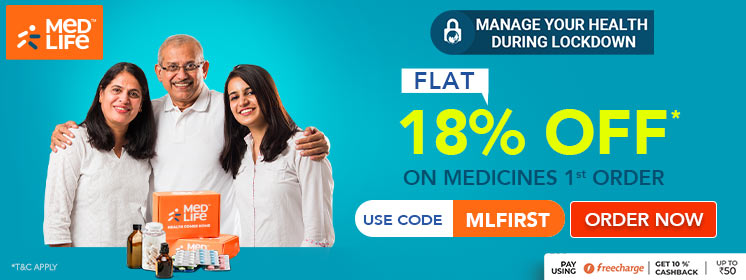 MED
LIFE
MANAGE YOUR HEALTH
DURING LOCKDOWN
FLAT
18% OFF*
ON MEDICINES 1st ORDER
USE CODE MLFIRST ORDER NOW
MED
LIFE
*T&C APPLY
PAY
USING
freecharge
GET 10 %*
CASHBACK
UP TO
₹50